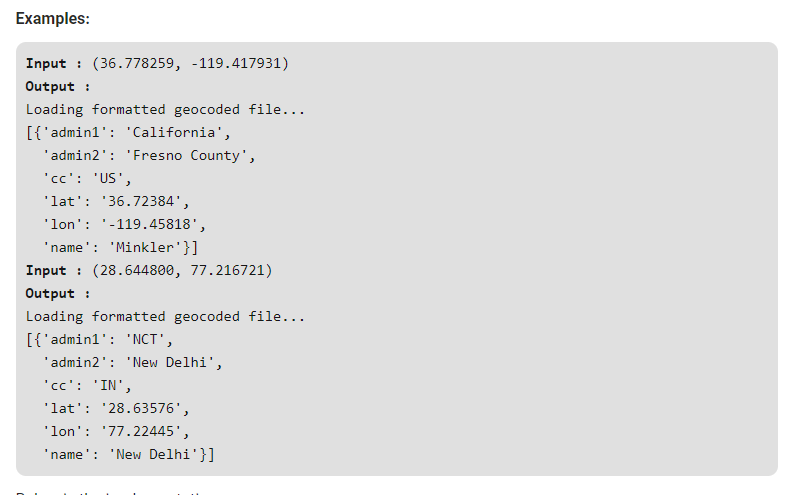 Examples:
Input : (36.778259, -119.417931)
Output :
Loading formatted geocoded file...
[{'admin1': 'California',
'admin2': 'Fresno County',
'cc': 'US',
'lat': '36.72384',
'lon': '-119.45818',
'name': 'Minkler'}]
Input : (28.644800, 77.216721)
Output :
Loading formatted geocoded file...
[{'admin1': 'NCT',
'admin2': 'New Delhi',
'cc': 'IN',
'lat': '28.63576',
'lon': '77.22445',
'name': 'New Delhi'}]